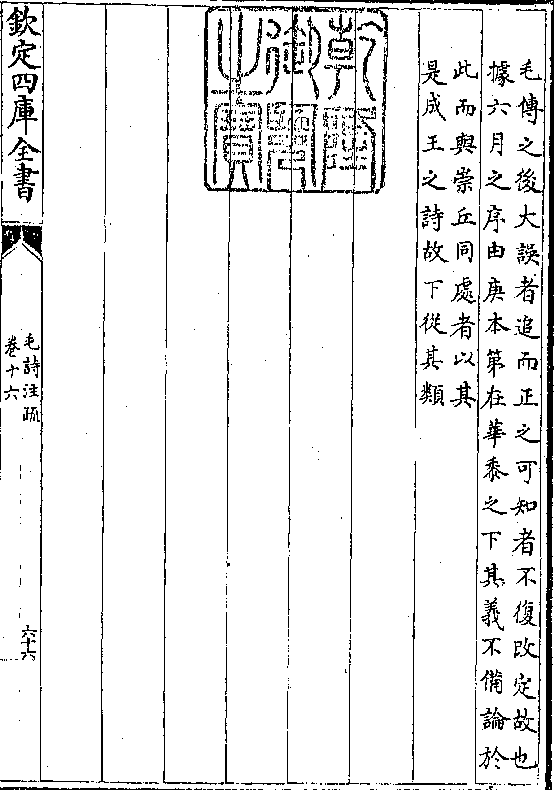 毛傳之後大誤者追而正之可知者不復改定故也
據六月之序由庚本第在華黍之下其義不備論於
此而與崇丘同處者以其
是成王之詩故下從其類
乾隆御覽之寶
欽定四庫全書
毛詩注疏
卷十六
六十六